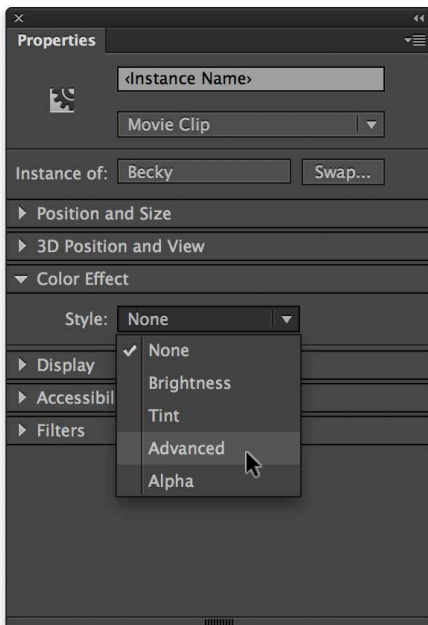 Properties
<Instance Name>
Movie Clip
Instance of: Becky Swap...
Position and Size
3D Position and View
Color Effect
Style: None
None
Display
Brightness
Accessibil
Tint
Filters
Advanced
Alpha